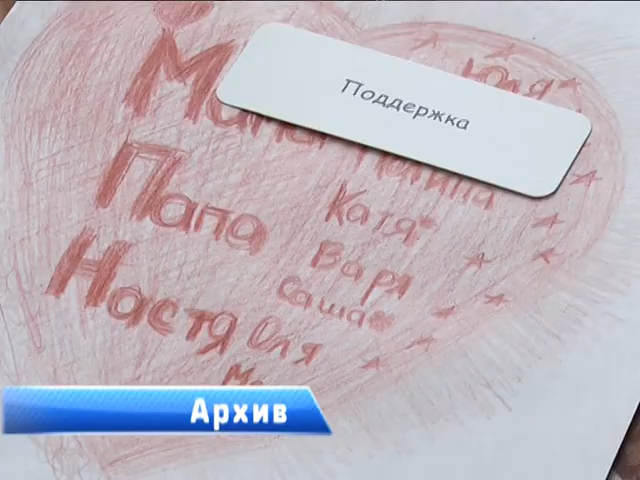 Юля
Мама
Поддержка
Полина
Папа
Катя
Варя
Саша
Настя
Оля
Архив